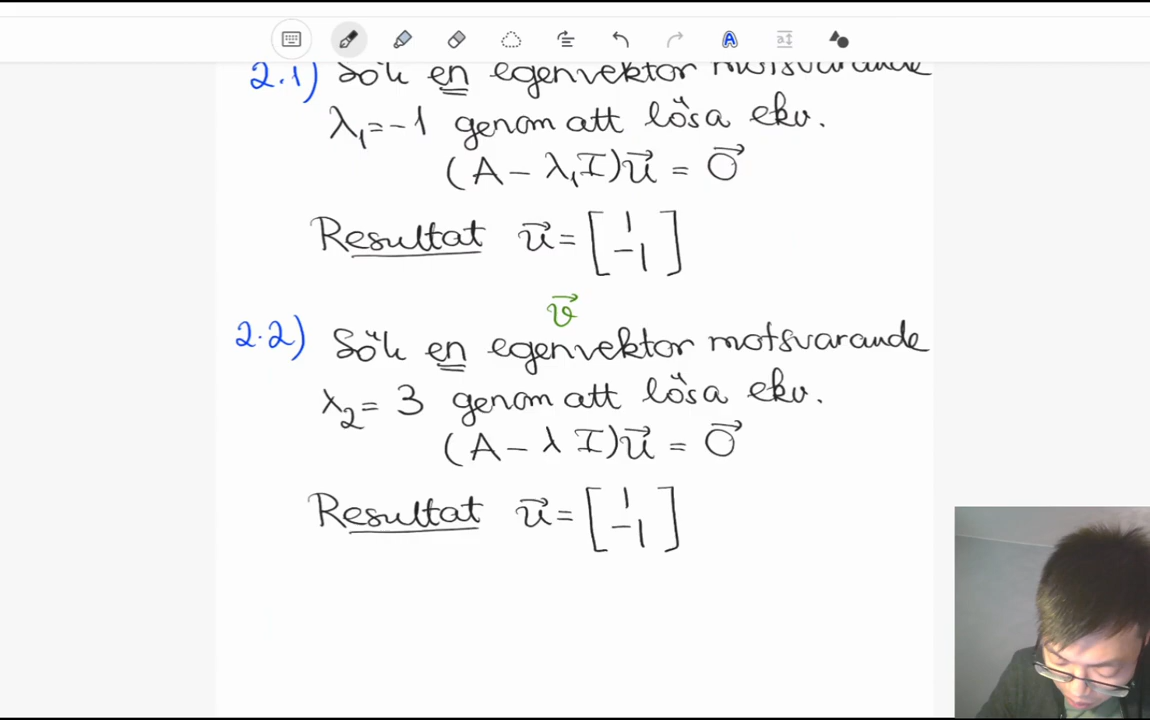 2.1) Sök en egenvektor motsvarande
λ₁ = -1 genom att lösa ekv.
(A - λ₁I)u⃗ = 0⃗
Resultat u⃗ = [1
-1]
v⃗
2.2) Sök en egenvektor motsvarande
λ₂ = 3 genom att lösa ekv.
(A - λ I)u⃗ = 0⃗
Resultat u⃗ = [1
-1]